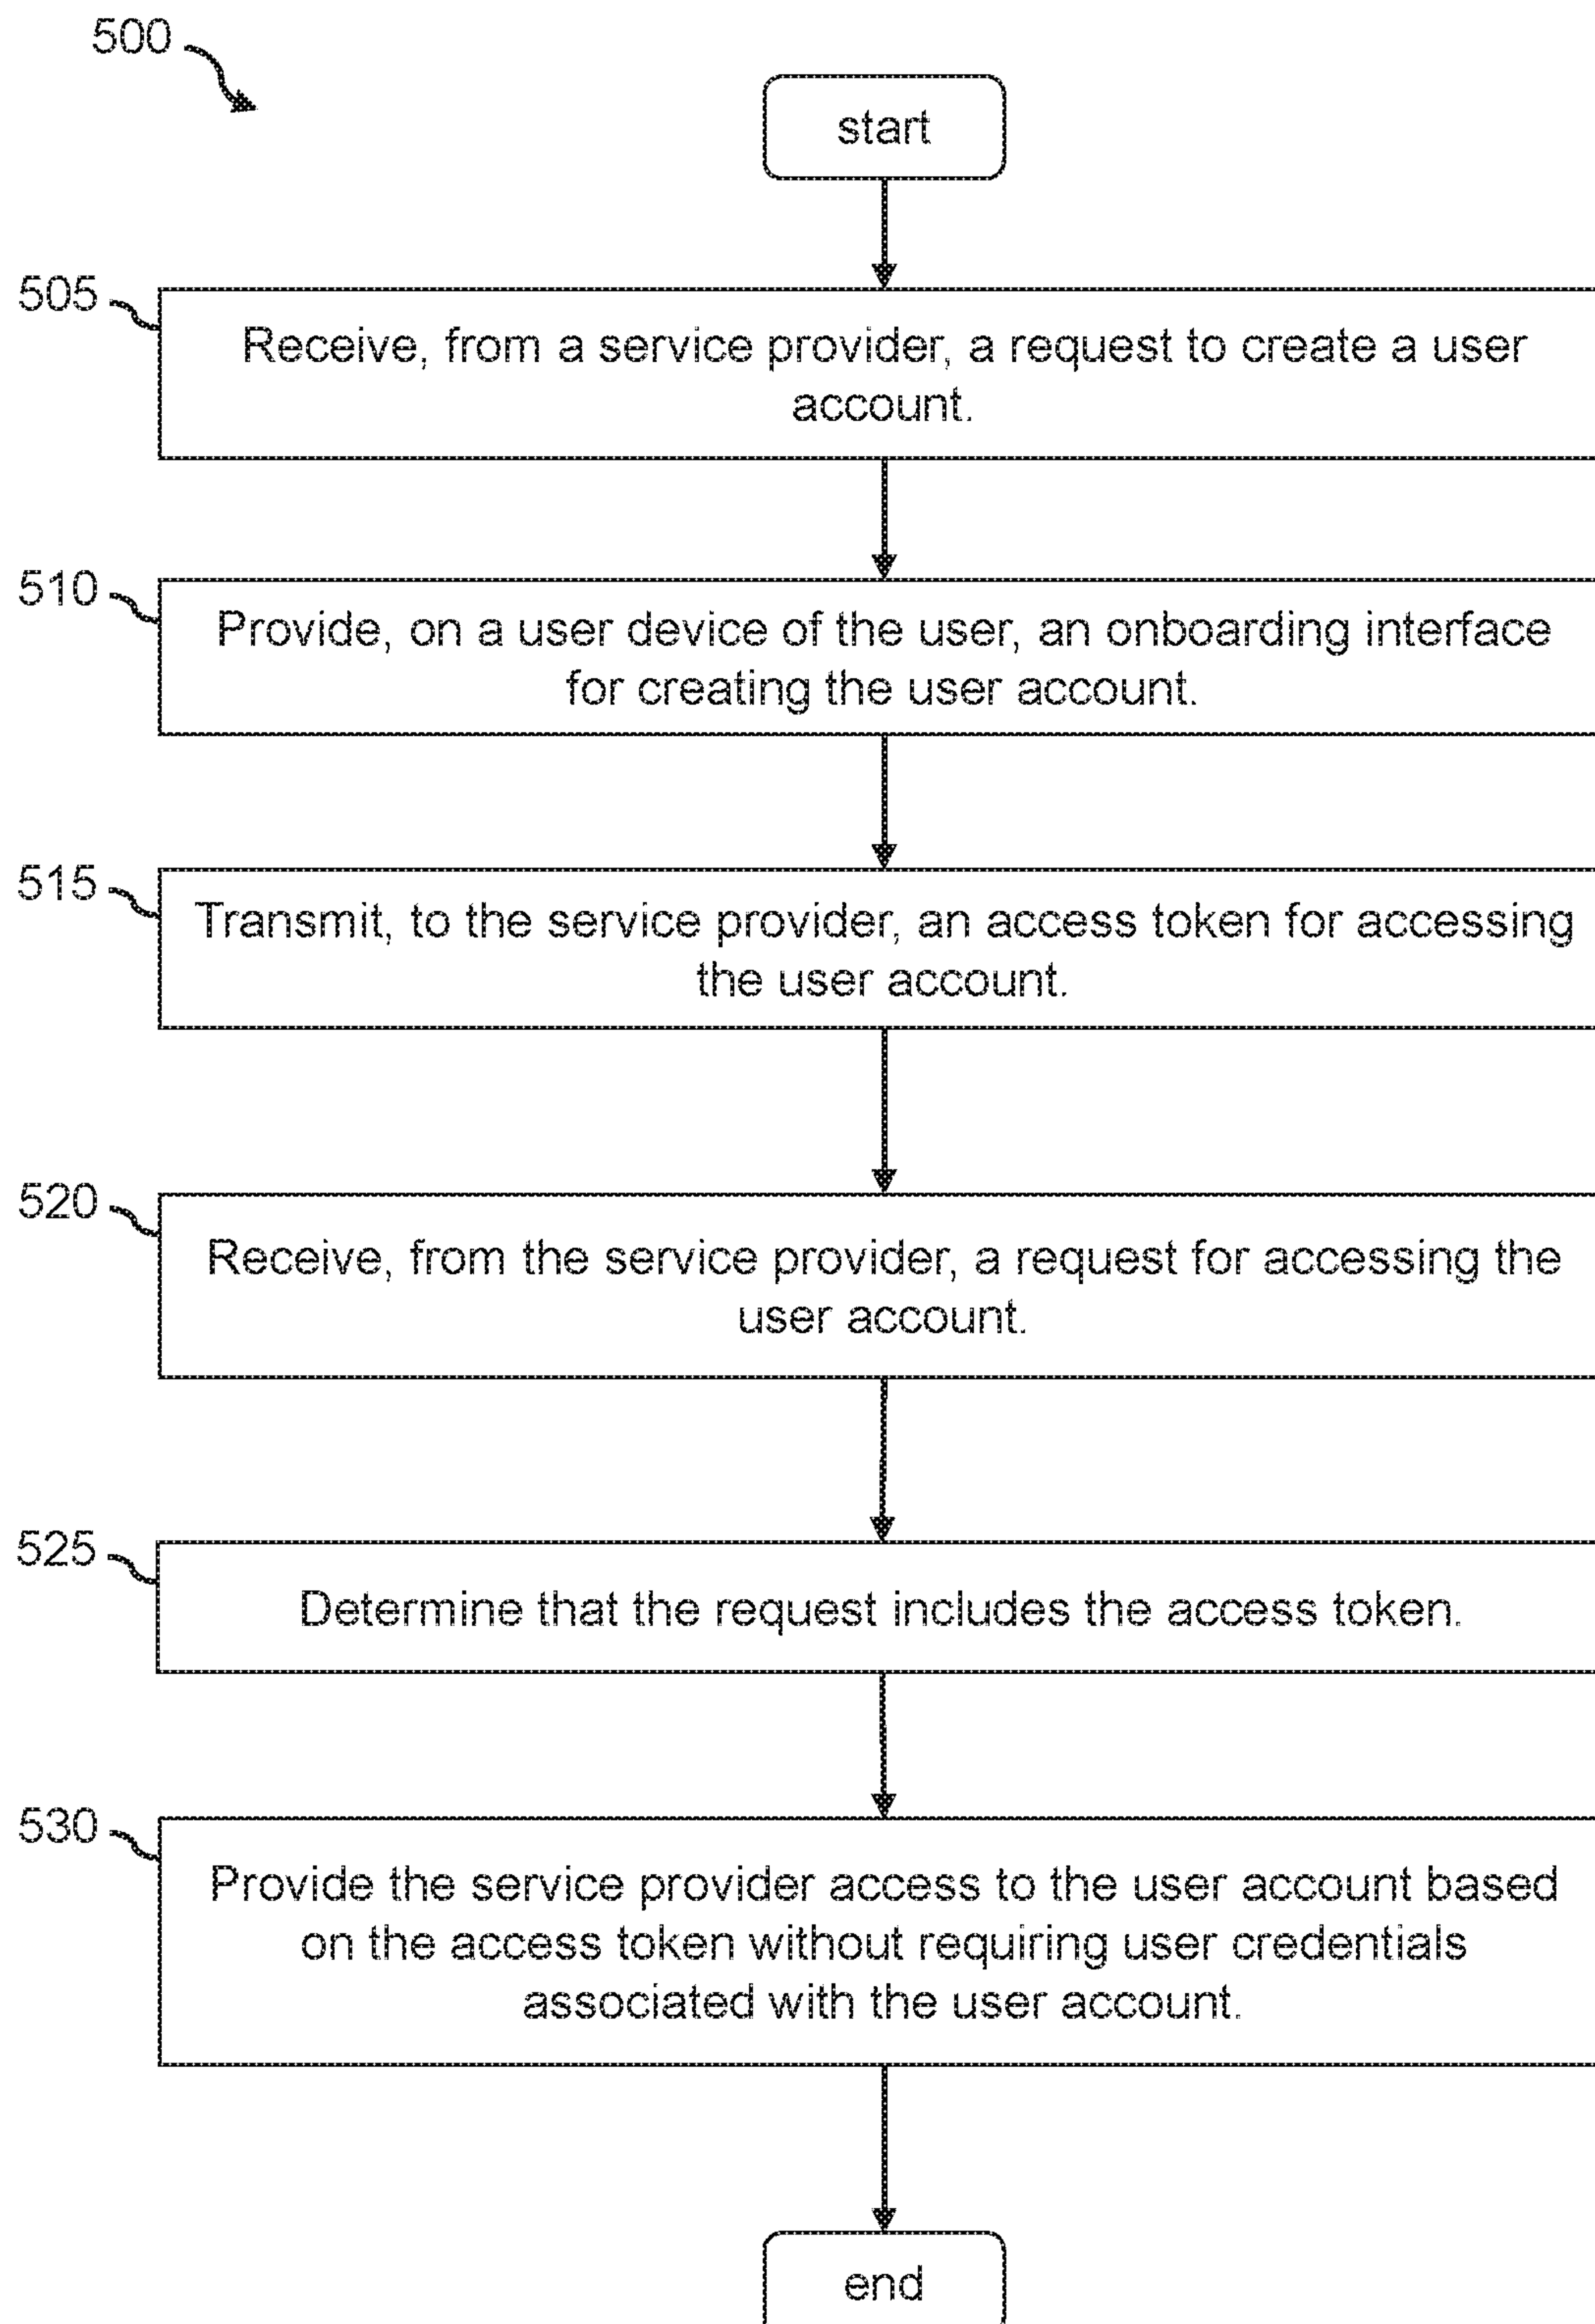 500
start
505
Receive, from a service provider, a request to create a user
account.
510
Provide, on a user device of the user, an onboarding interface
for creating the user account.
515
Transmit, to the service provider, an access token for accessing
the user account.
520
Receive, from the service provider, a request for accessing the
user account.
525
Determine that the request includes the access token.
530
Provide the service provider access to the user account based
on the access token without requiring user credentials
associated with the user account.
end